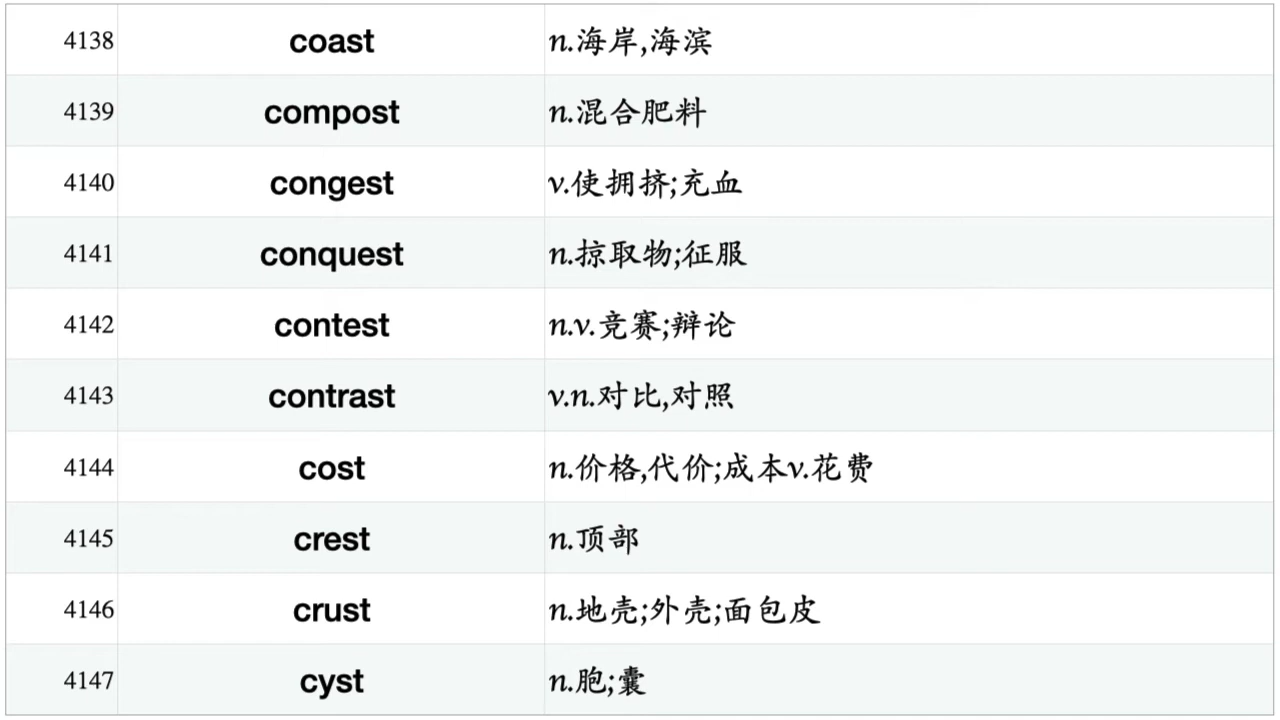 4138 coast n.海岸,海滨
4139 compost n.混合肥料
4140 congest v.使拥挤;充血
4141 conquest n.掠取物;征服
4142 contest n.v.竞赛;辩论
4143 contrast v.n.对比,对照
4144 cost n.价格,代价;成本v.花费
4145 crest n.顶部
4146 crust n.地壳;外壳;面包皮
4147 cyst n.胞;囊